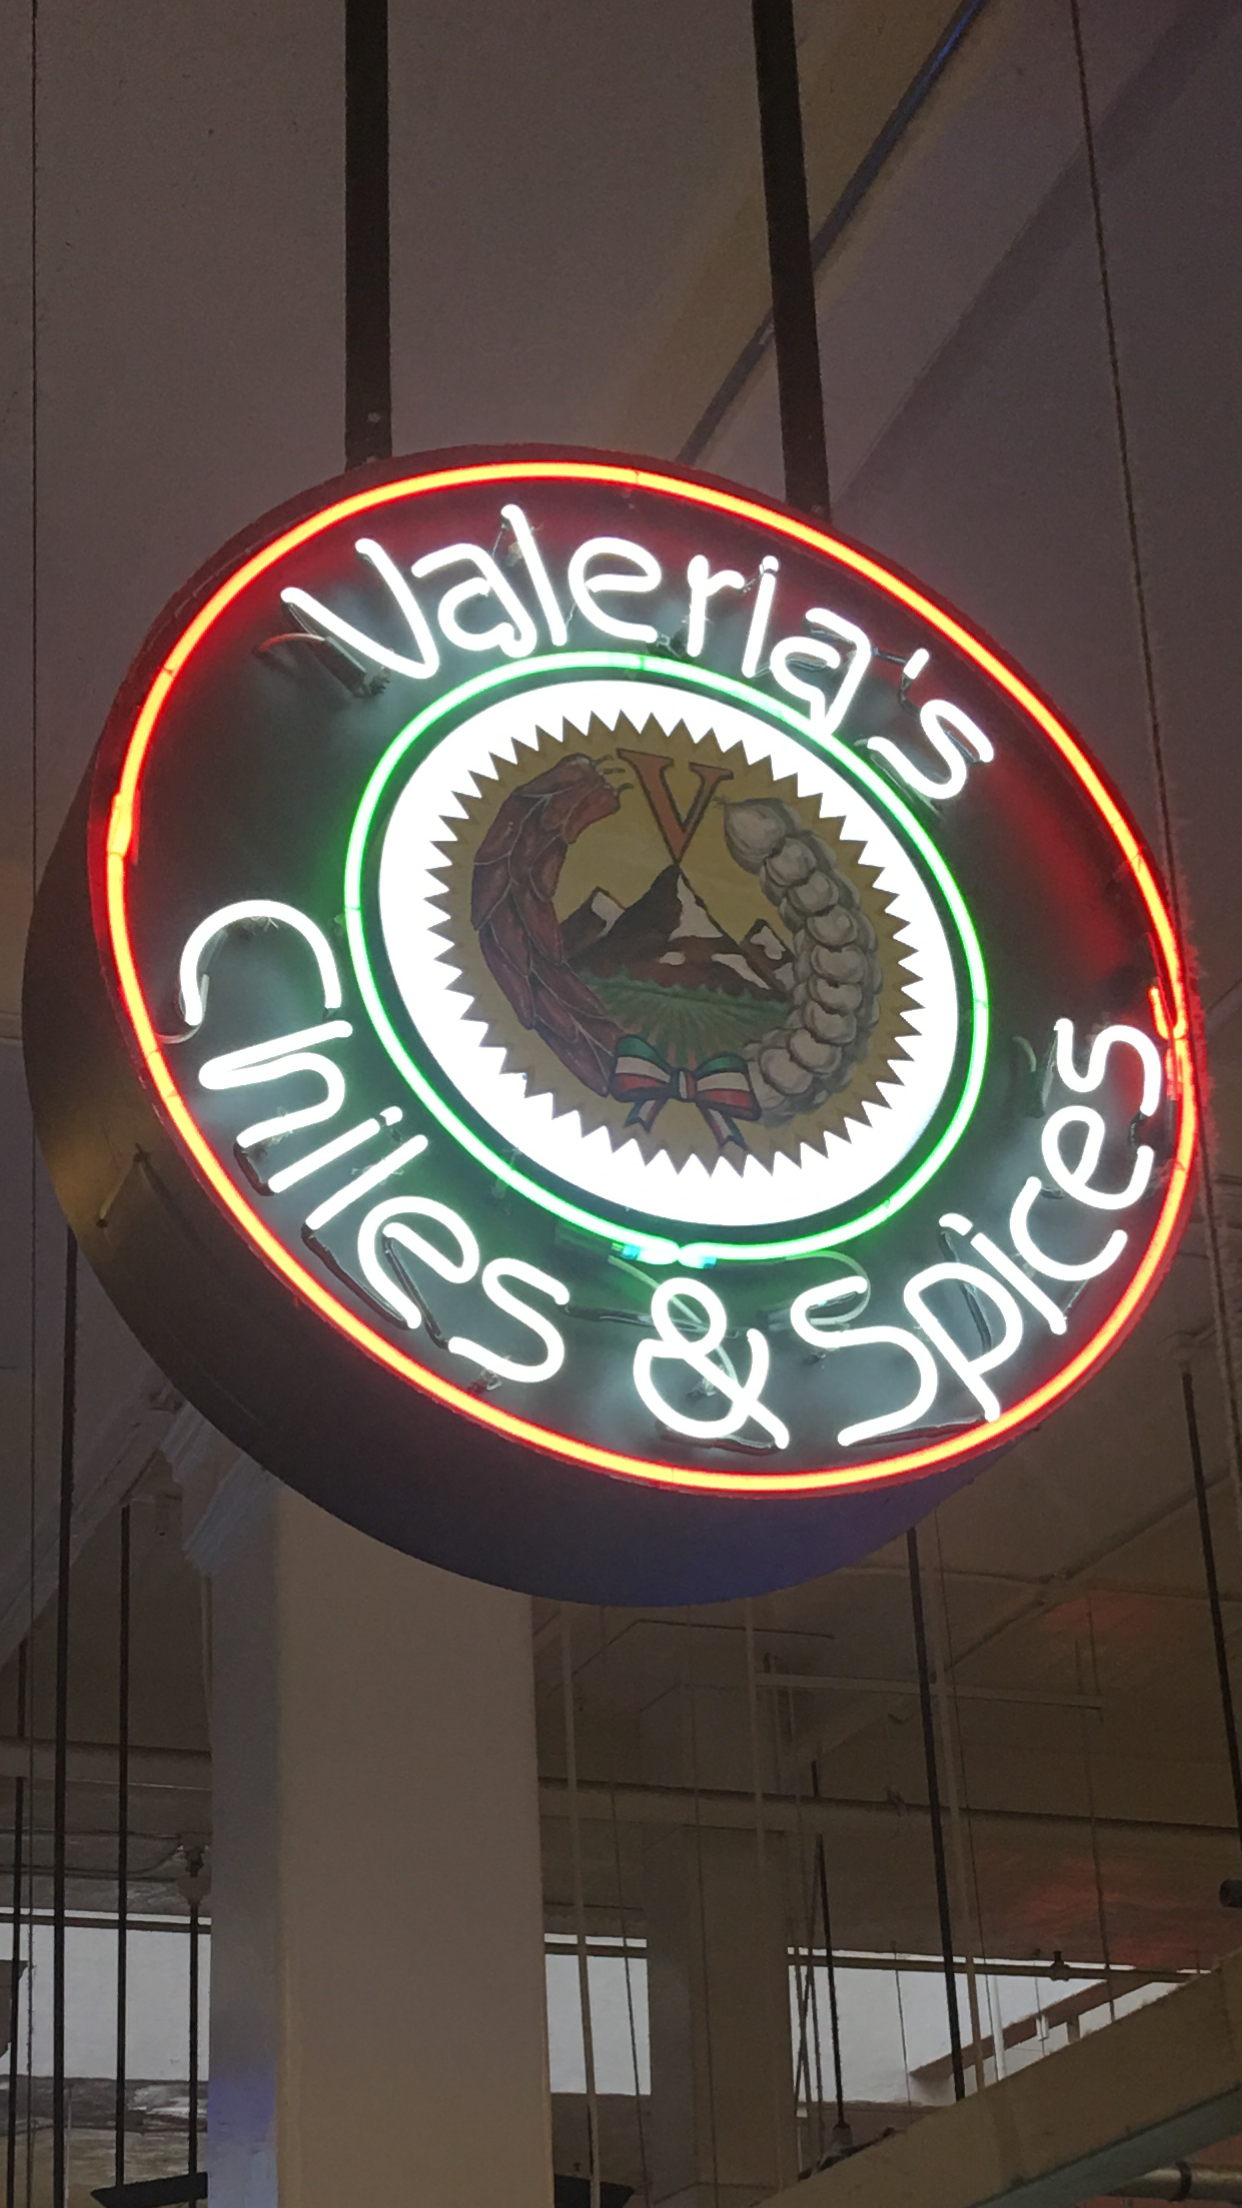 Valeria's
V
Chiles & Spices